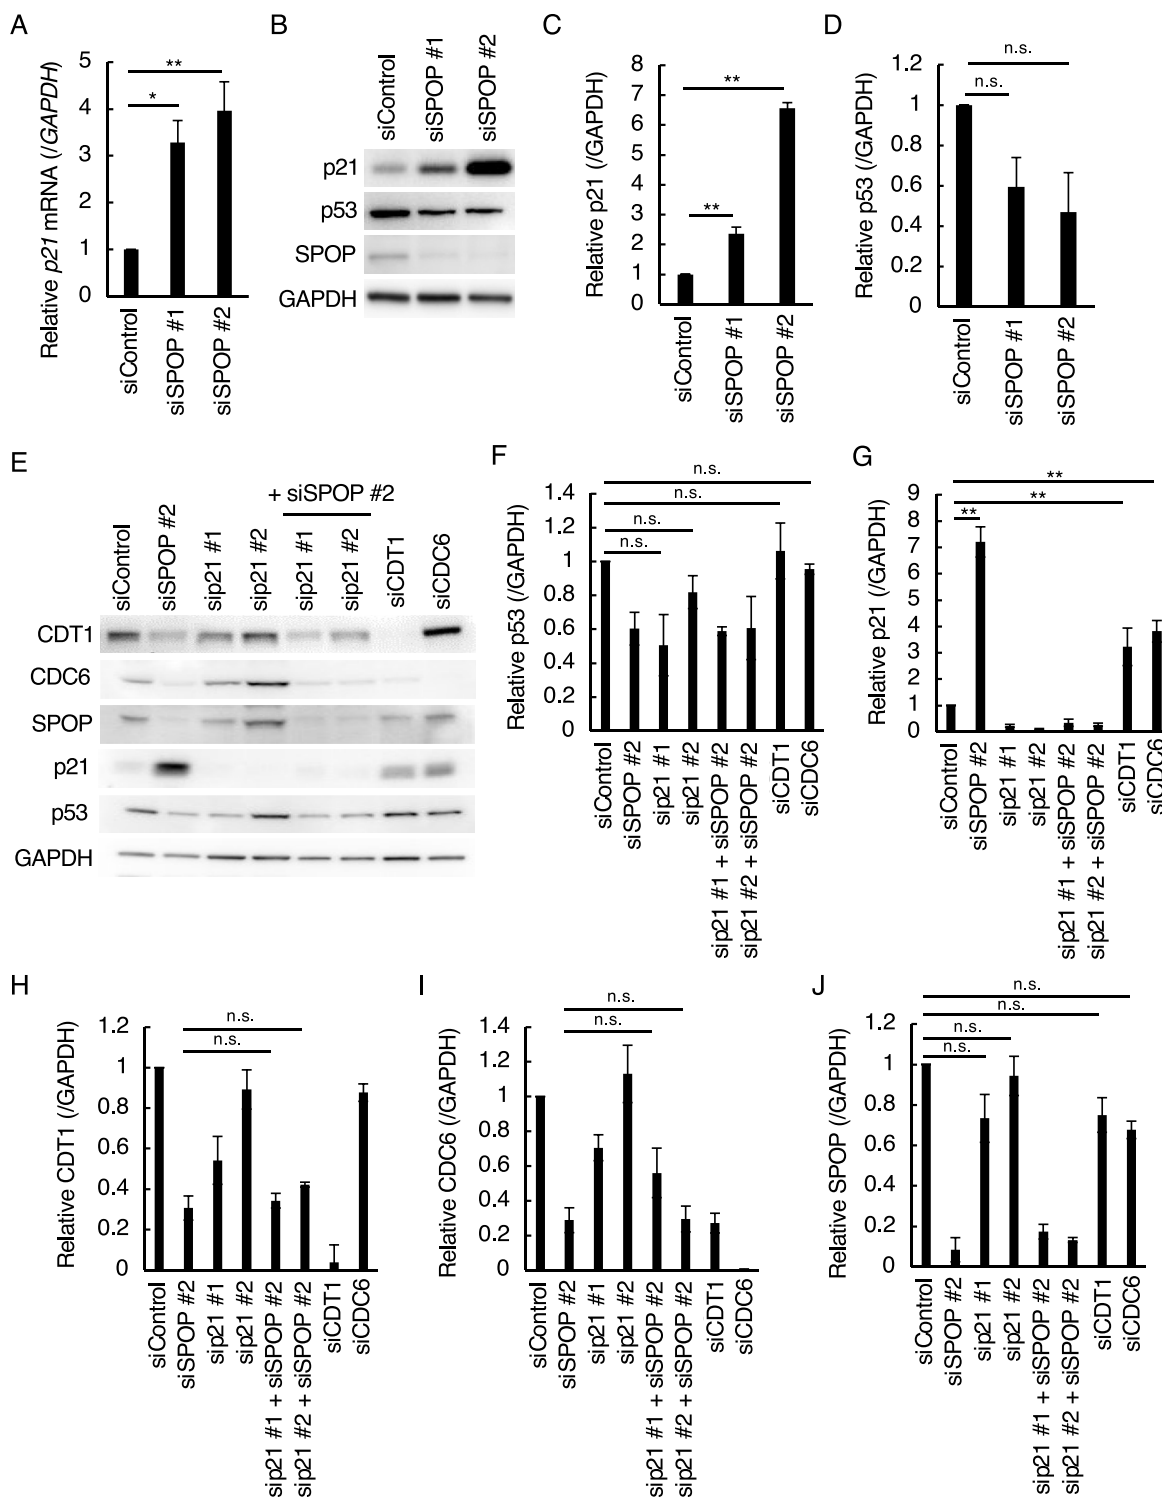 A
Relative p21 mRNA (/GAPDH)
5
4
3
2
1
0
**
*
siControl
siSPOP #1
siSPOP #2
B
siControl
siSPOP #1
siSPOP #2
p21
p53
SPOP
GAPDH
C
Relative p21 (/GAPDH)
8
7
6
5
4
3
2
1
0
**
**
siControl
siSPOP #1
siSPOP #2
D
Relative p53 (/GAPDH)
1.2
1
0.8
0.6
0.4
0.2
0
n.s.
n.s.
siControl
siSPOP #1
siSPOP #2
E
+ siSPOP #2
siControl
siSPOP #2
sip21 #1
sip21 #2
sip21 #1
sip21 #2
siCDT1
siCDC6
CDT1
CDC6
SPOP
p21
p53
GAPDH
F
Relative p53 (/GAPDH)
1.4
1.2
1
0.8
0.6
0.4
0.2
0
n.s.
n.s.
n.s.
n.s.
siControl
siSPOP #2
sip21 #1
sip21 #2
sip21 #1 + siSPOP #2
sip21 #2 + siSPOP #2
siCDT1
siCDC6
G
Relative p21 (/GAPDH)
9
8
7
6
5
4
3
2
1
0
**
**
**
siControl
siSPOP #2
sip21 #1
sip21 #2
sip21 #1 + siSPOP #2
sip21 #2 + siSPOP #2
siCDT1
siCDC6
H
Relative CDT1 (/GAPDH)
1.2
1
0.8
0.6
0.4
0.2
0
n.s.
n.s.
siControl
siSPOP #2
sip21 #1
sip21 #2
sip21 #1 + siSPOP #2
sip21 #2 + siSPOP #2
siCDT1
siCDC6
I
Relative CDC6 (/GAPDH)
1.4
1.2
1
0.8
0.6
0.4
0.2
0
n.s.
n.s.
siControl
siSPOP #2
sip21 #1
sip21 #2
sip21 #1 + siSPOP #2
sip21 #2 + siSPOP #2
siCDT1
siCDC6
J
Relative SPOP (/GAPDH)
1.2
1
0.8
0.6
0.4
0.2
0
n.s.
n.s.
n.s.
n.s.
siControl
siSPOP #2
sip21 #1
sip21 #2
sip21 #1 + siSPOP #2
sip21 #2 + siSPOP #2
siCDT1
siCDC6